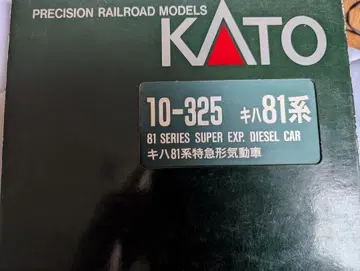 PRECISION RAILROAD MODELS
KATO
10-325 キハ81系
81 SERIES SUPER EXP. DIESEL CAR
キハ81系特急形気動車